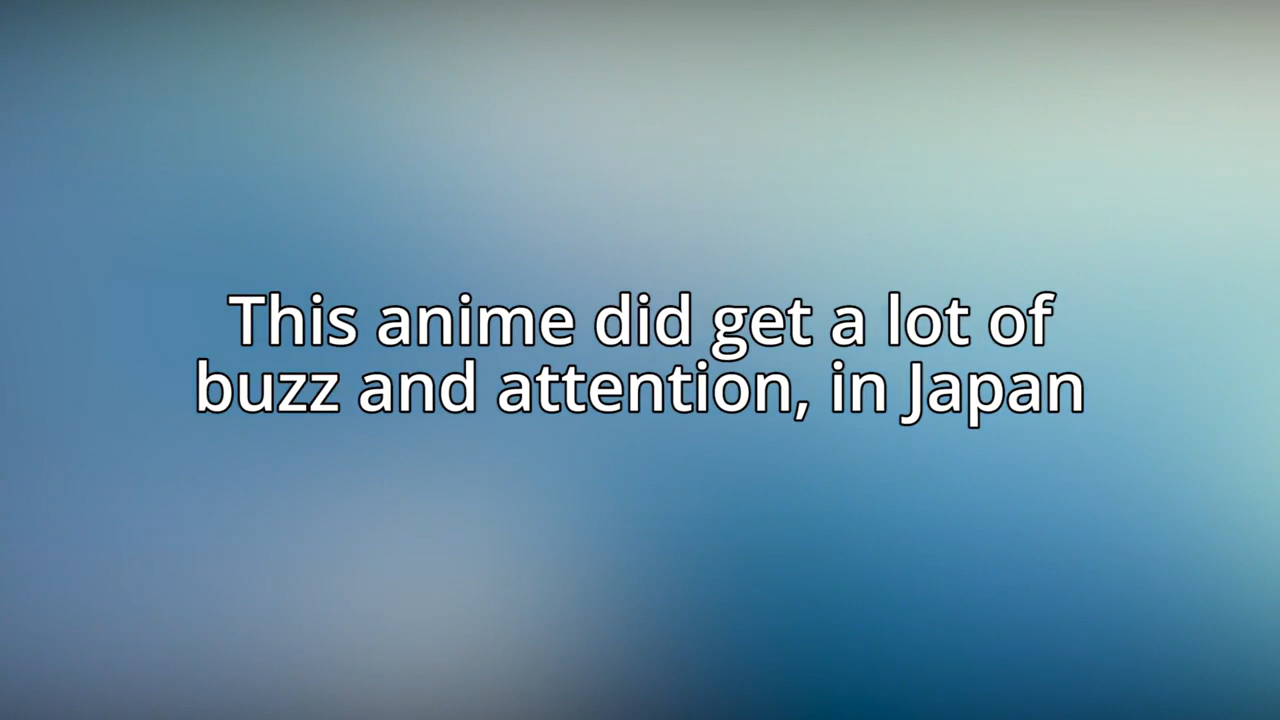 This anime did get a lot of
buzz and attention, in Japan